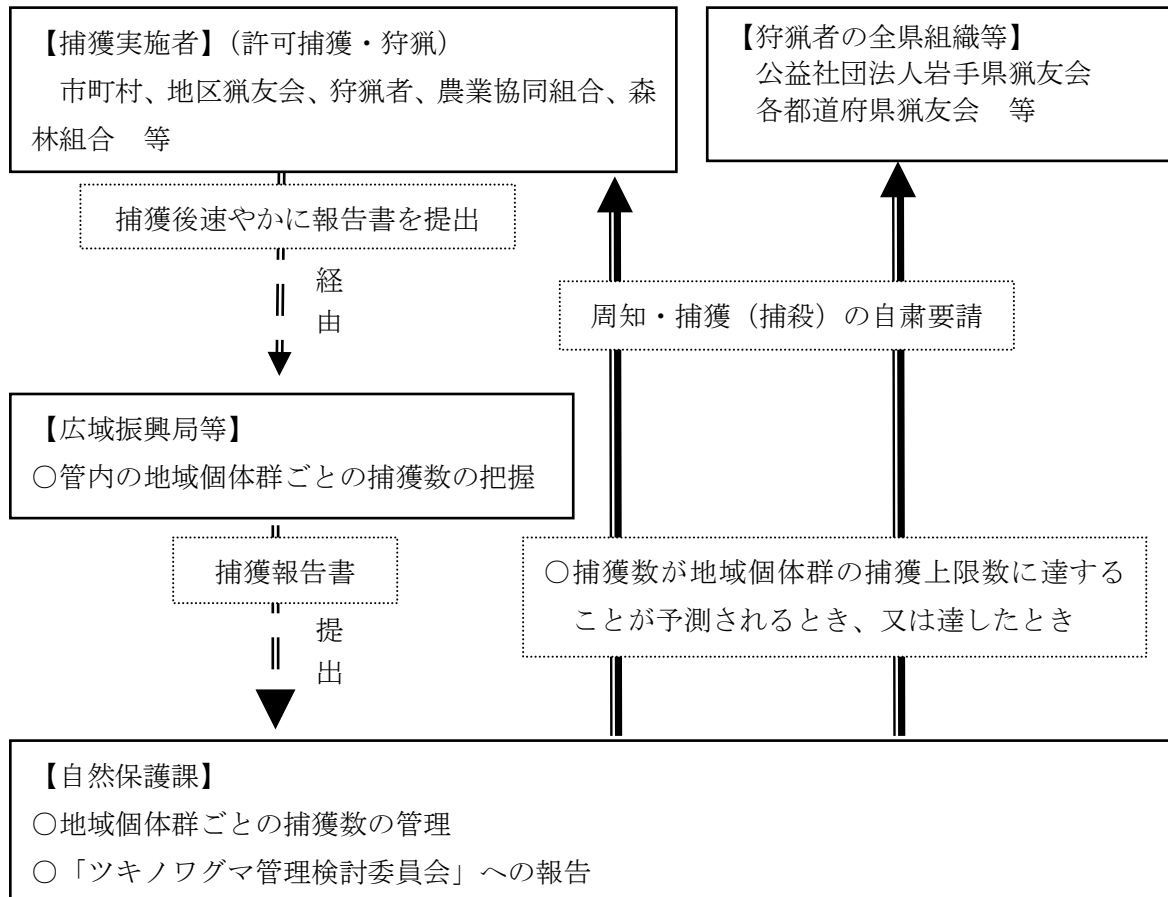 【捕獲実施者】（許可捕獲・狩猟）
市町村、地区猟友会、狩猟者、農業協同組合、森
林組合　等
【狩猟者の全県組織等】
公益社団法人岩手県猟友会
各都道府県猟友会　等
捕獲後速やかに報告書を提出
経
由
周知・捕獲（捕殺）の自粛要請
【広域振興局等】
○管内の地域個体群ごとの捕獲数の把握
捕獲報告書
提
出
○捕獲数が地域個体群の捕獲上限数に達する
ことが予測されるとき、又は達したとき
【自然保護課】
○地域個体群ごとの捕獲数の管理
○「ツキノワグマ管理検討委員会」への報告